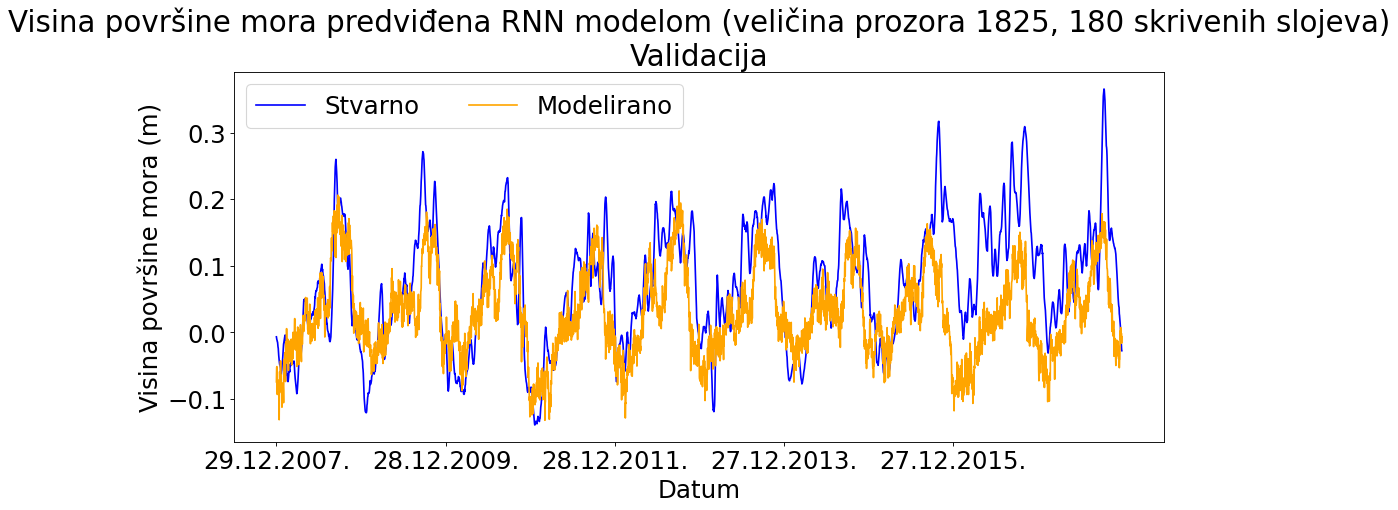 Visina površine mora predviđena RNN modelom (veličina prozora 1825, 180 skrivenih slojeva)
Validacija
Stvarno
Modelirano
Visina površine mora (m)
0.3
0.2
0.1
0.0
−0.1
29.12.2007.
28.12.2009.
28.12.2011.
27.12.2013.
27.12.2015.
Datum